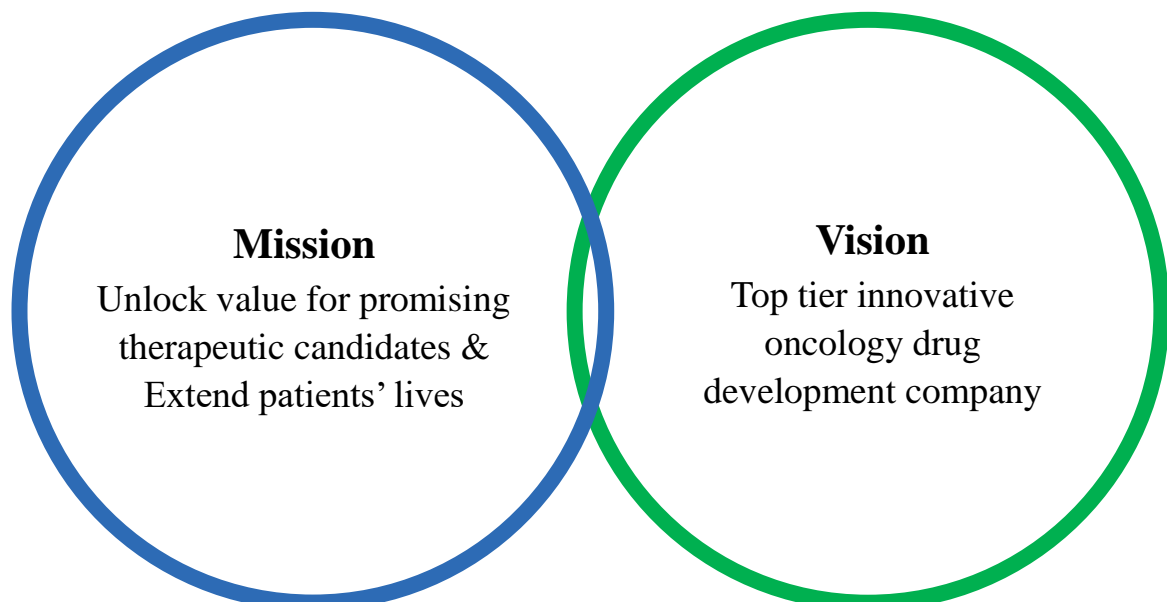 Mission
Unlock value for promising
therapeutic candidates &
Extend patients’ lives
Vision
Top tier innovative
oncology drug
development company